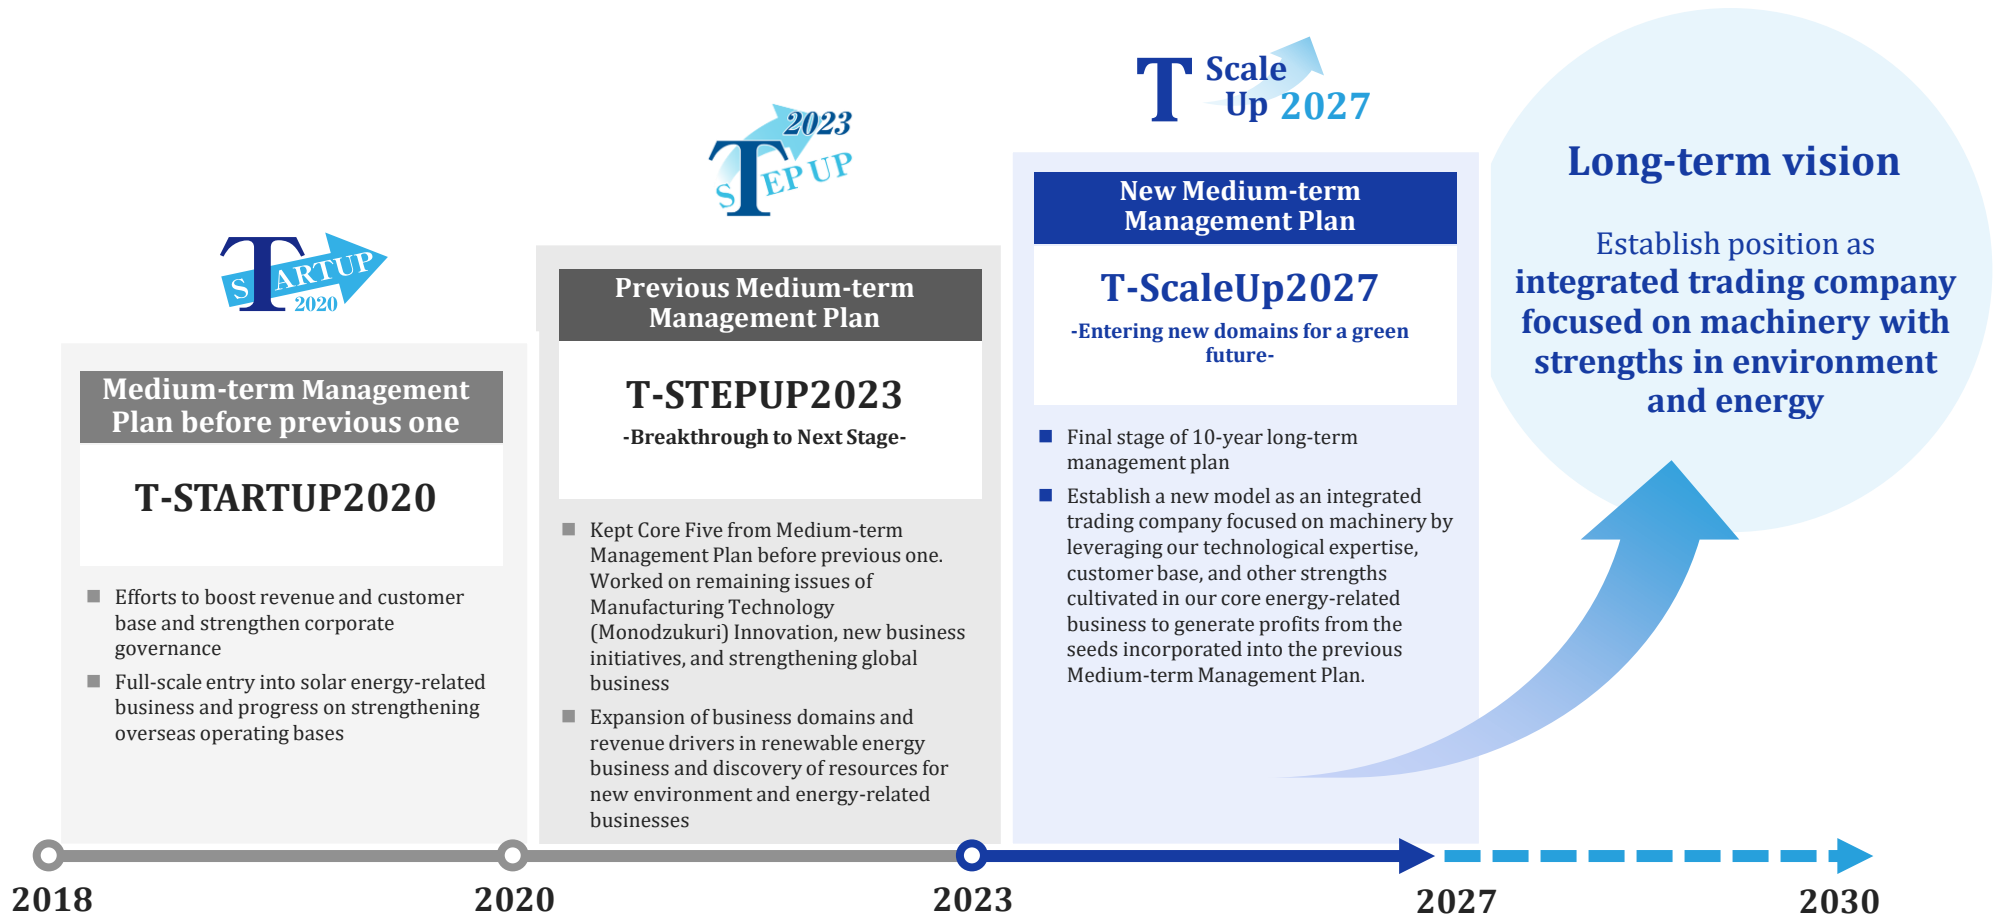 T STARTUP
2020
Medium-term Management
Plan before previous one
T-STARTUP2020
■ Efforts to boost revenue and customer
base and strengthen corporate
governance
■ Full-scale entry into solar energy-related
business and progress on strengthening
overseas operating bases
2023
STEP UP
Previous Medium-term
Management Plan
T-STEPUP2023
-Breakthrough to Next Stage-
■ Kept Core Five from Medium-term
Management Plan before previous one.
Worked on remaining issues of
Manufacturing Technology
(Monodzukuri) Innovation, new business
initiatives, and strengthening global
business
■ Expansion of business domains and
revenue drivers in renewable energy
business and discovery of resources for
new environment and energy-related
businesses
T Scale
Up 2027
New Medium-term
Management Plan
T-ScaleUp2027
-Entering new domains for a green
future-
■ Final stage of 10-year long-term
management plan
■ Establish a new model as an integrated
trading company focused on machinery by
leveraging our technological expertise,
customer base, and other strengths
cultivated in our core energy-related
business to generate profits from the
seeds incorporated into the previous
Medium-term Management Plan.
Long-term vision
Establish position as
integrated trading company
focused on machinery with
strengths in environment
and energy
2018
2020
2023
2027
2030